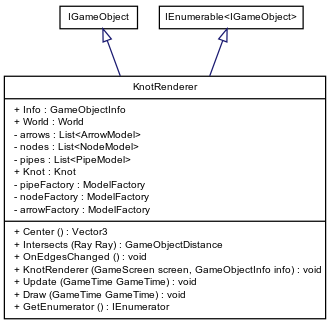 IGameObject
IEnumerable<IGameObject>
KnotRenderer
+ Info : GameObjectInfo
+ World : World
- arrows : List<ArrowModel>
- nodes : List<NodeModel>
- pipes : List<PipeModel>
+ Knot : Knot
- pipeFactory : ModelFactory
- nodeFactory : ModelFactory
- arrowFactory : ModelFactory
+ Center () : Vector3
+ Intersects (Ray Ray) : GameObjectDistance
+ OnEdgesChanged () : void
+ KnotRenderer (GameScreen screen, GameObjectInfo info) : void
+ Update (GameTime GameTime) : void
+ Draw (GameTime GameTime) : void
+ GetEnumerator () : IEnumerator